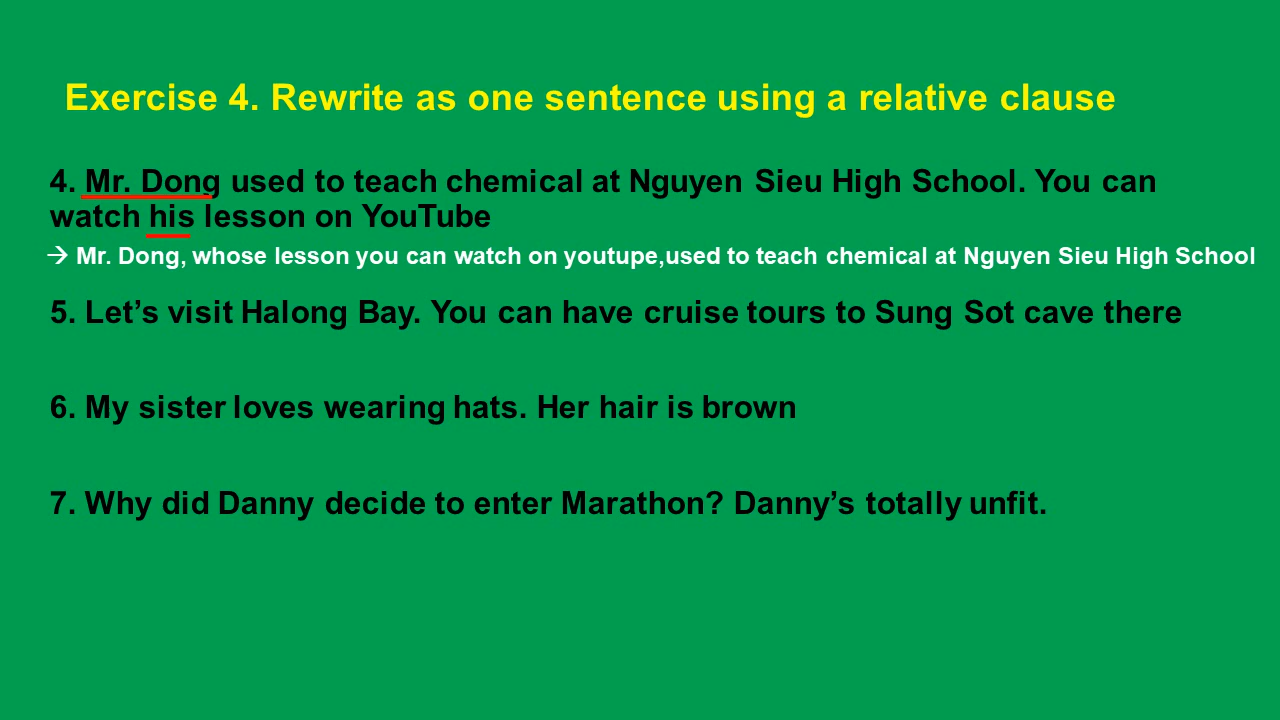 Exercise 4. Rewrite as one sentence using a relative clause
4. Mr. Dong used to teach chemical at Nguyen Sieu High School. You can
watch his lesson on YouTube
→ Mr. Dong, whose lesson you can watch on youtupe,used to teach chemical at Nguyen Sieu High School
5. Let’s visit Halong Bay. You can have cruise tours to Sung Sot cave there
6. My sister loves wearing hats. Her hair is brown
7. Why did Danny decide to enter Marathon? Danny’s totally unfit.